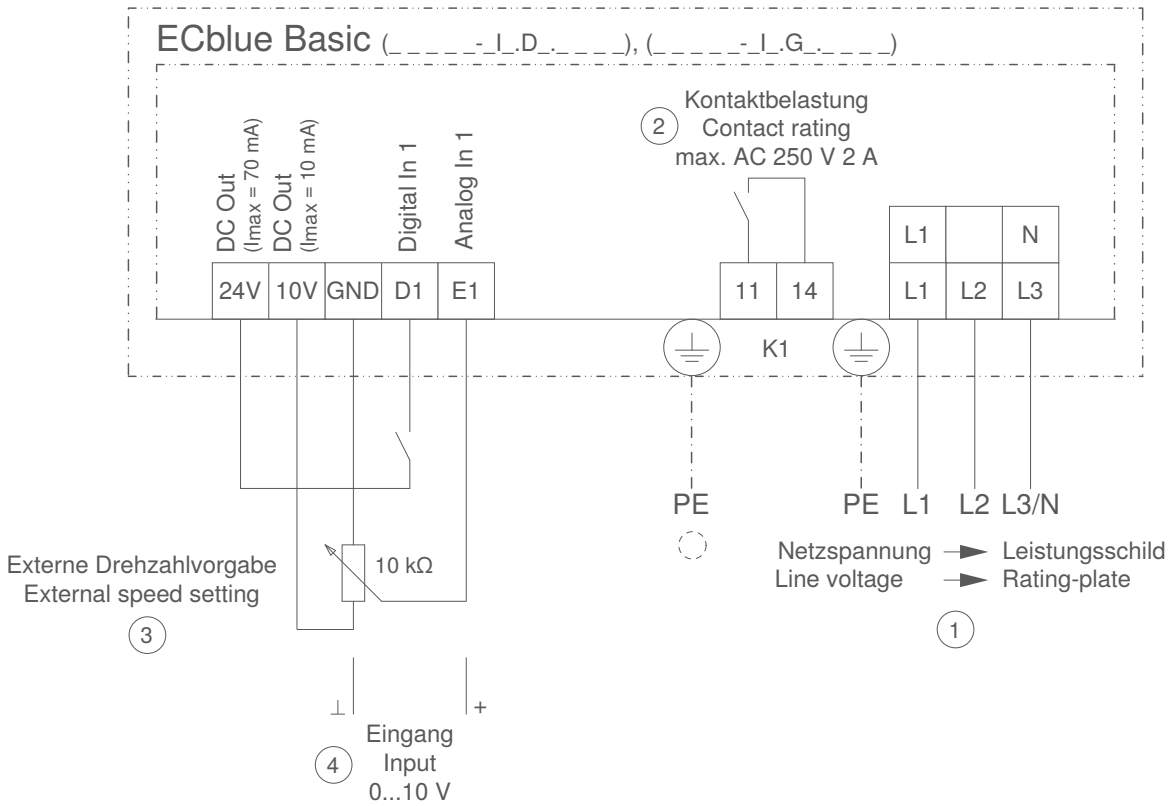 ECblue Basic (_ _ _ _ _-_I_.D_._ _ _ _), (_ _ _ _ _-_I_.G_._ _ _ _)
Kontaktbelastung
2
Contact rating
max. AC 250 V 2 A
DC Out
(Imax = 70 mA)
DC Out
(Imax = 10 mA)
Digital In 1
Analog In 1
L1 N
24V 10V GND D1 E1 11 14 L1 L2 L3
K1
PE PE L1 L2 L3/N
Externe Drehzahlvorgabe
External speed setting
3
10 kΩ
Netzspannung Leistungsschild
Line voltage Rating-plate
1
⊥ +
Eingang
4 Input
0...10 V